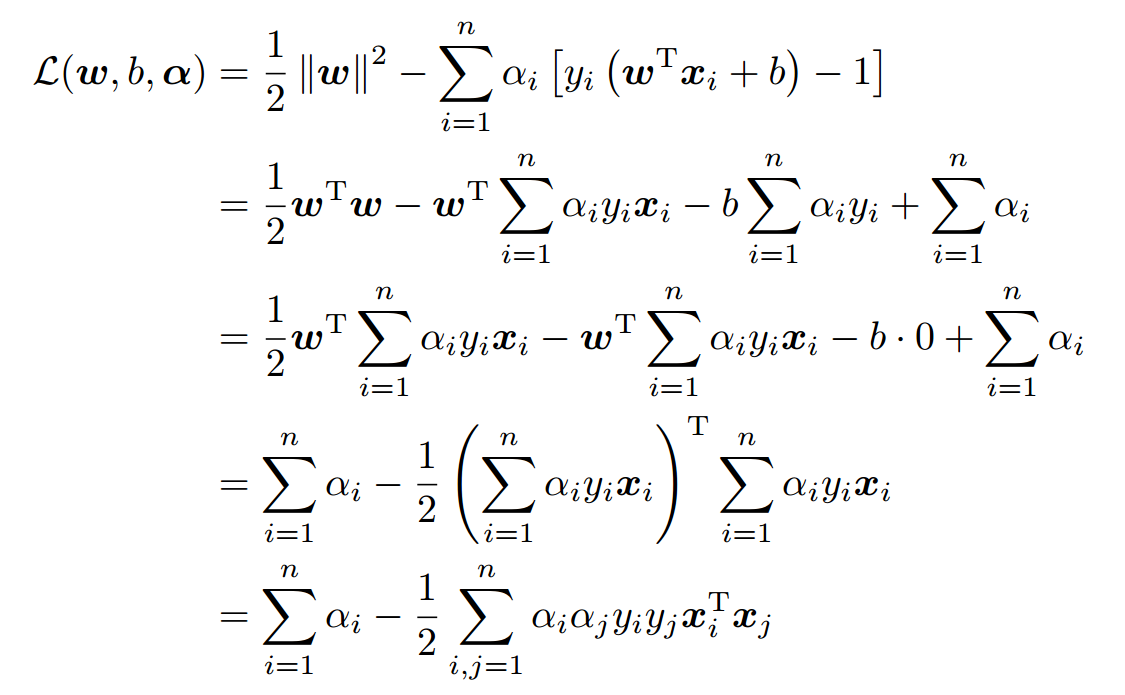 $\mathcal{L}(\boldsymbol{w}, b, \boldsymbol{\alpha}) = \frac{1}{2} \left\| \boldsymbol{w} \right\|^2 - \sum_{i=1}^{n} \alpha_i \left[ y_i \left( \boldsymbol{w}^{\mathrm{T}} \boldsymbol{x}_i + b \right) - 1 \right]$
$= \frac{1}{2} \boldsymbol{w}^{\mathrm{T}} \boldsymbol{w} - \boldsymbol{w}^{\mathrm{T}} \sum_{i=1}^{n} \alpha_i y_i \boldsymbol{x}_i - b \sum_{i=1}^{n} \alpha_i y_i + \sum_{i=1}^{n} \alpha_i$
$= \frac{1}{2} \boldsymbol{w}^{\mathrm{T}} \sum_{i=1}^{n} \alpha_i y_i \boldsymbol{x}_i - \boldsymbol{w}^{\mathrm{T}} \sum_{i=1}^{n} \alpha_i y_i \boldsymbol{x}_i - b \cdot 0 + \sum_{i=1}^{n} \alpha_i$
$= \sum_{i=1}^{n} \alpha_i - \frac{1}{2} \left( \sum_{i=1}^{n} \alpha_i y_i \boldsymbol{x}_i \right)^{\mathrm{T}} \sum_{i=1}^{n} \alpha_i y_i \boldsymbol{x}_i$
$= \sum_{i=1}^{n} \alpha_i - \frac{1}{2} \sum_{i,j=1}^{n} \alpha_i \alpha_j y_i y_j \boldsymbol{x}_i^{\mathrm{T}} \boldsymbol{x}_j$